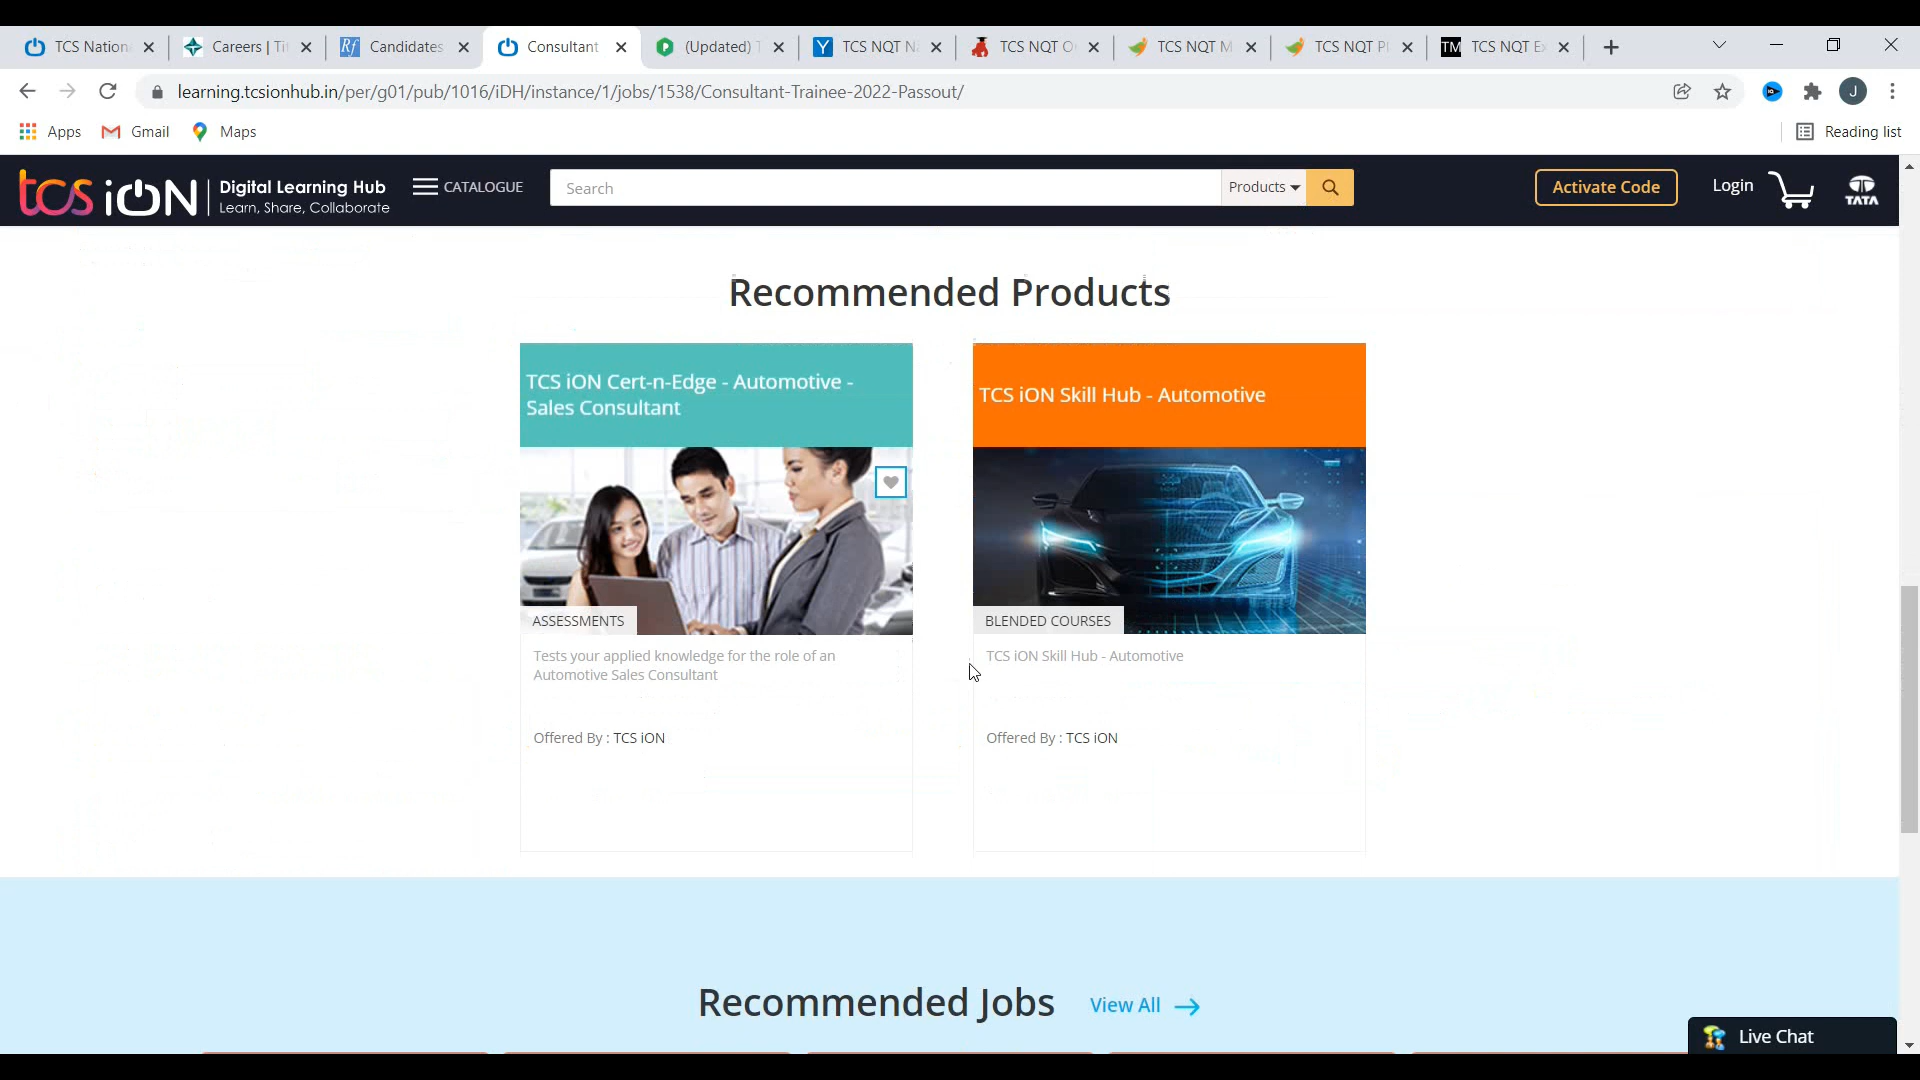 TCS Nation
Careers | Tit
Rf
Candidates
Consultant
(Updated) T
Y
TCS NQT N
TCS NQT O
TCS NQT M
TCS NQT P
TM
TCS NQT Ex
learning.tcsionhub.in/per/g01/pub/1016/iDH/instance/1/jobs/1538/Consultant-Trainee-2022-Passout/
J
Apps
Gmail
Maps
Reading list
tcs iON
Digital Learning Hub
Learn, Share, Collaborate
CATALOGUE
Search
Products
Activate Code
Login
TATA
Recommended Products
TCS iON Cert-n-Edge - Automotive -
Sales Consultant
ASSESSMENTS
Tests your applied knowledge for the role of an
Automotive Sales Consultant
Offered By : TCS iON
TCS iON Skill Hub - Automotive
BLENDED COURSES
TCS iON Skill Hub - Automotive
Offered By : TCS iON
Recommended Jobs
View All
Live Chat